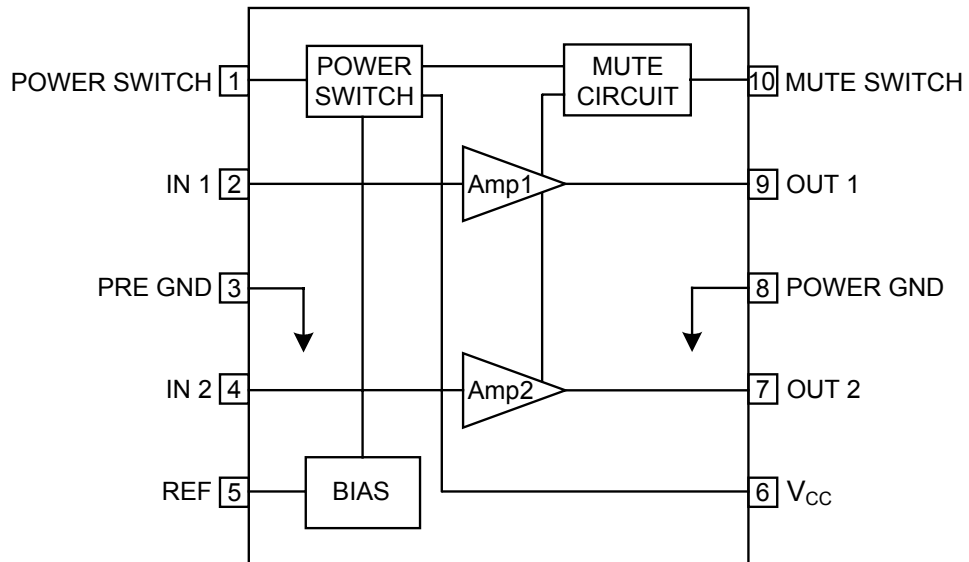 POWER SWITCH 1
POWER
SWITCH
MUTE
CIRCUIT
10 MUTE SWITCH
IN 1 2
Amp1
9 OUT 1
PRE GND 3
8 POWER GND
IN 2 4
Amp2
7 OUT 2
REF 5
BIAS
6 VCC